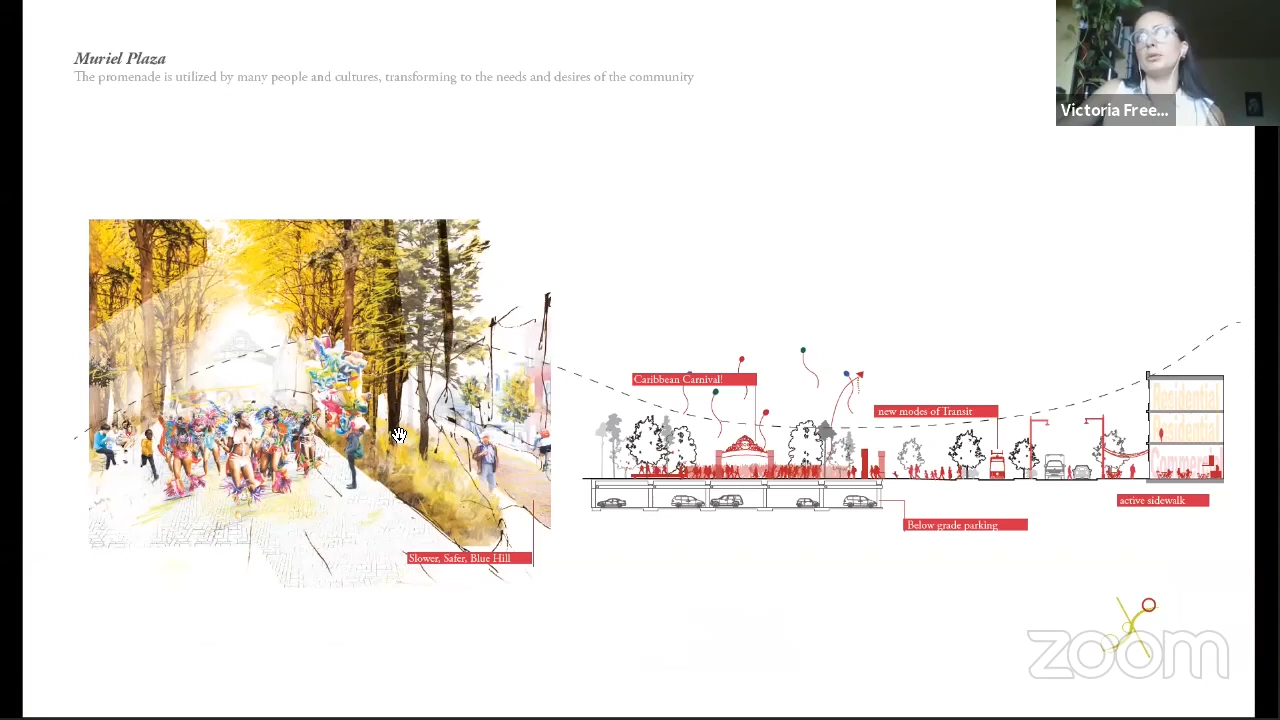 Muriel Plaza
The promenade is utilized by many people and cultures, transforming to the needs and desires of the community
Victoria Free...
Caribbean Carnival!
new modes of Transit
Residential
Residential
Commerc
active sidewalk
Below grade parking
Slower, Safer, Blue Hill
zoom